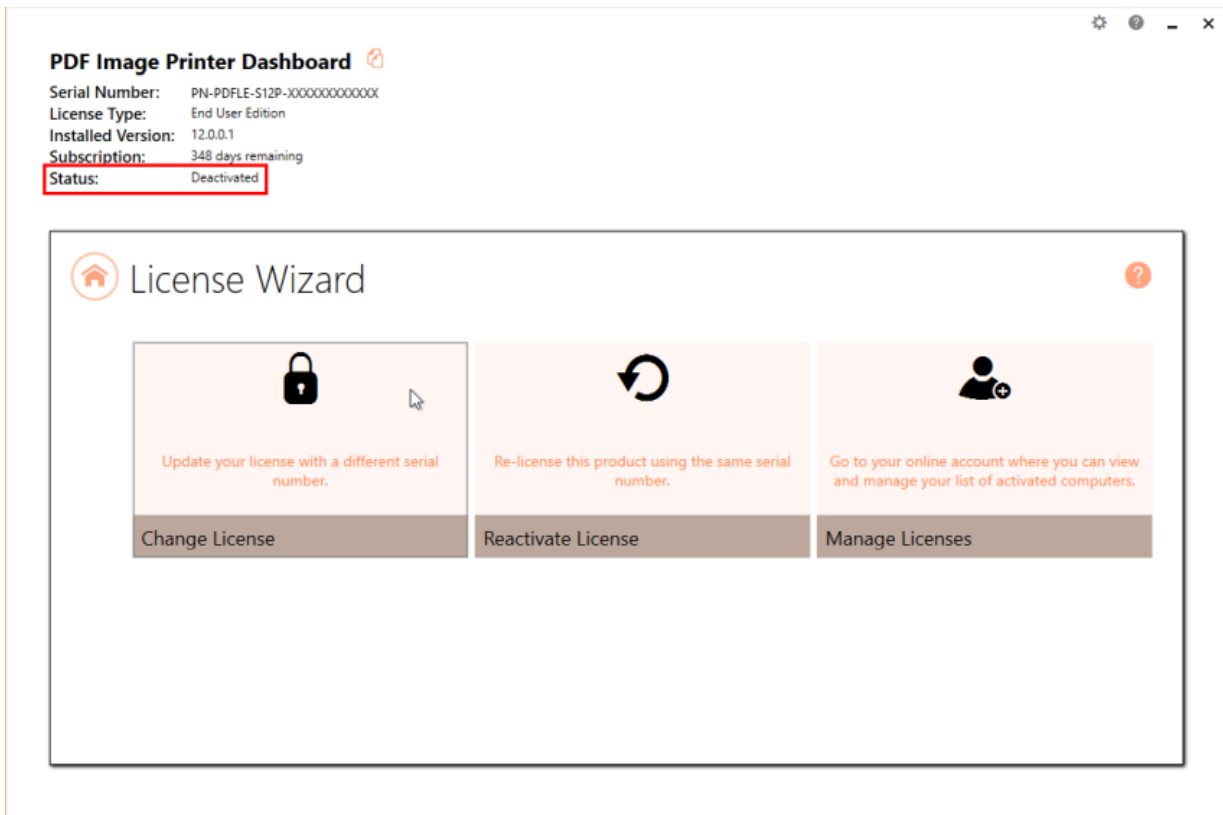 PDF Image Printer Dashboard
Serial Number: PN-PDFLE-S12P-XXXXXXXXXXXX
License Type: End User Edition
Installed Version: 12.0.0.1
Subscription: 348 days remaining
Status: Deactivated
License Wizard
Update your license with a different serial
number.
Change License
Re-license this product using the same serial
number.
Reactivate License
Go to your online account where you can view
and manage your list of activated computers.
Manage Licenses